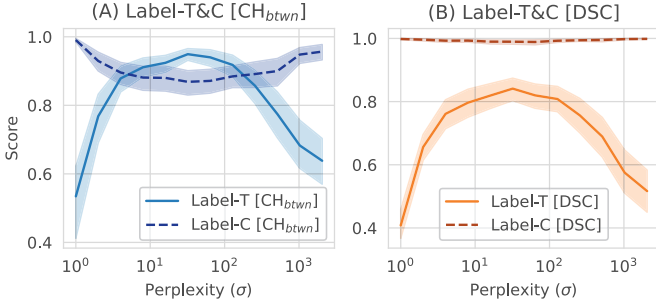 (A) Label-T&C [CH_btwn]
Score
1.0
0.8
0.6
0.4
Label-T [CH_btwn]
Label-C [CH_btwn]
10^0 10^1 10^2 10^3
Perplexity (σ)
(B) Label-T&C [DSC]
1.0
0.8
0.6
0.4
Label-T [DSC]
Label-C [DSC]
10^0 10^1 10^2 10^3
Perplexity (σ)